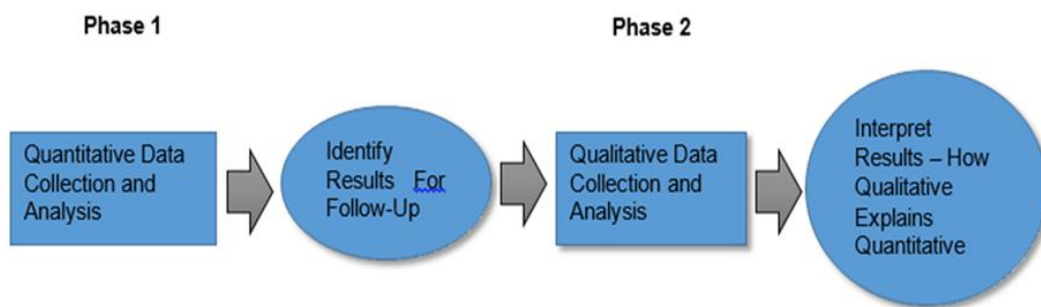 Phase 1
Phase 2
Quantitative Data
Collection and
Analysis
Identify
Results For
Follow-Up
Qualitative Data
Collection and
Analysis
Interpret
Results – How
Qualitative
Explains
Quantitative